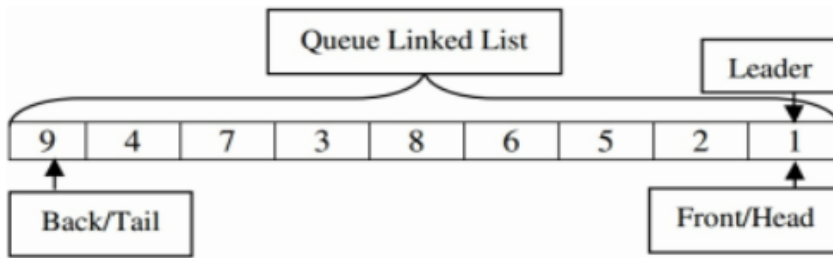 Queue Linked List
Leader
9 4 7 3 8 6 5 2 1
Back/Tail
Front/Head